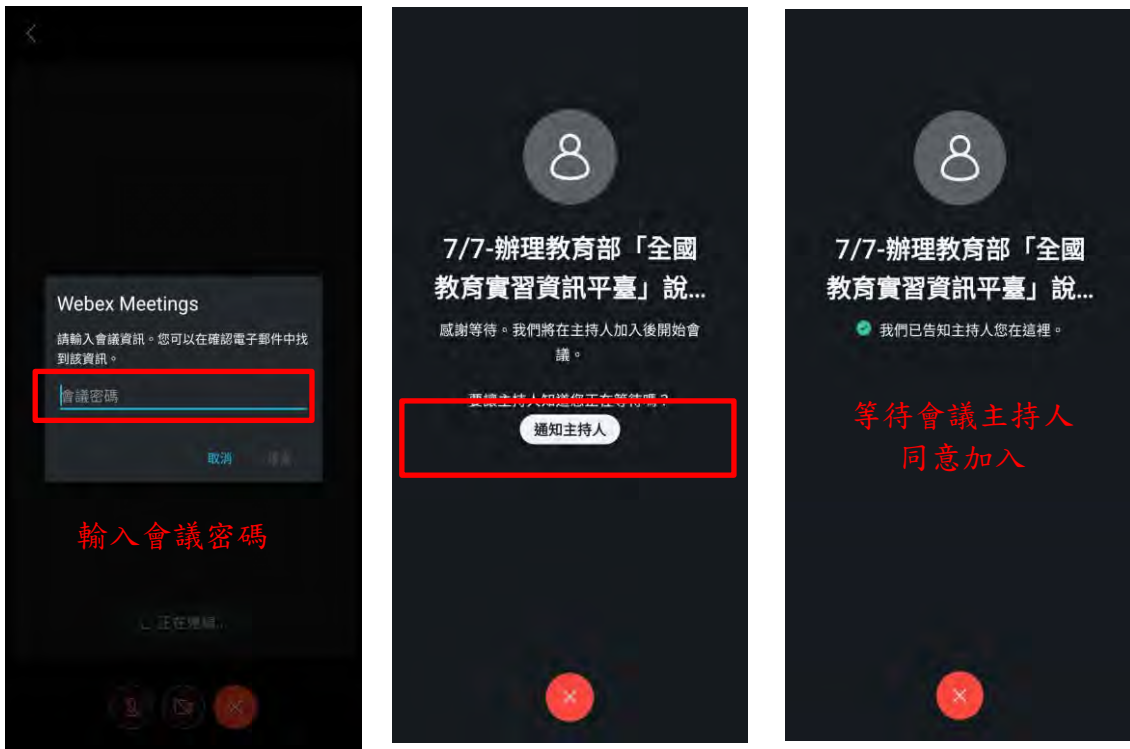 Webex Meetings
請輸入會議資訊。您可以在確認電子郵件中找
到該資訊。
會議密碼
取消
輸入會議密碼
正在連線...
7/7-辦理教育部「全國
教育實習資訊平臺」說...
感謝等待。我們將在主持人加入後開始會
議。
要讓主持人知道您正在等待嗎？
通知主持人
7/7-辦理教育部「全國
教育實習資訊平臺」說...
我們已告知主持人您在這裡。
等待會議主持人
同意加入